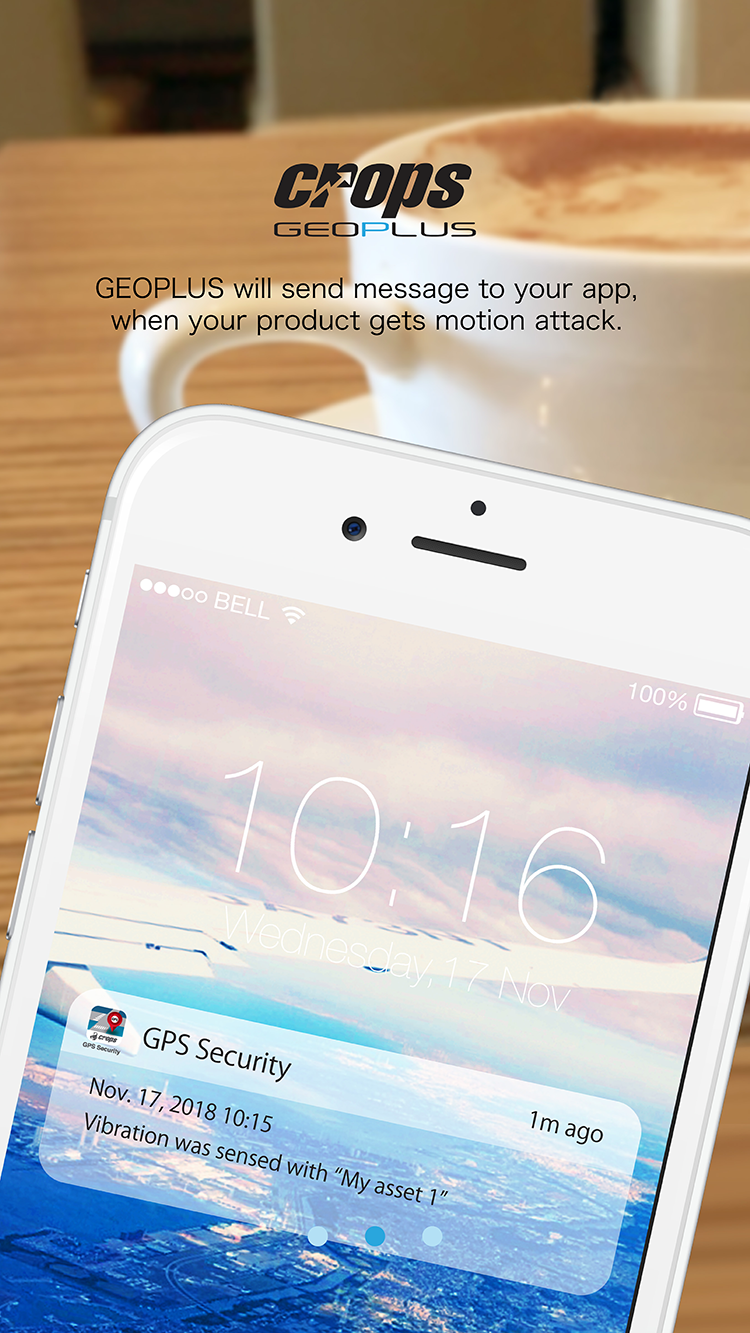 crops
GEOPLUS
GEOPLUS will send message to your app,
when your product gets motion attack.
BELL
100%
10:16
Wednesday, 17 Nov
crops
GPS Security
GPS Security
Nov. 17, 2018 10:15
1m ago
Vibration was sensed with “My asset 1”